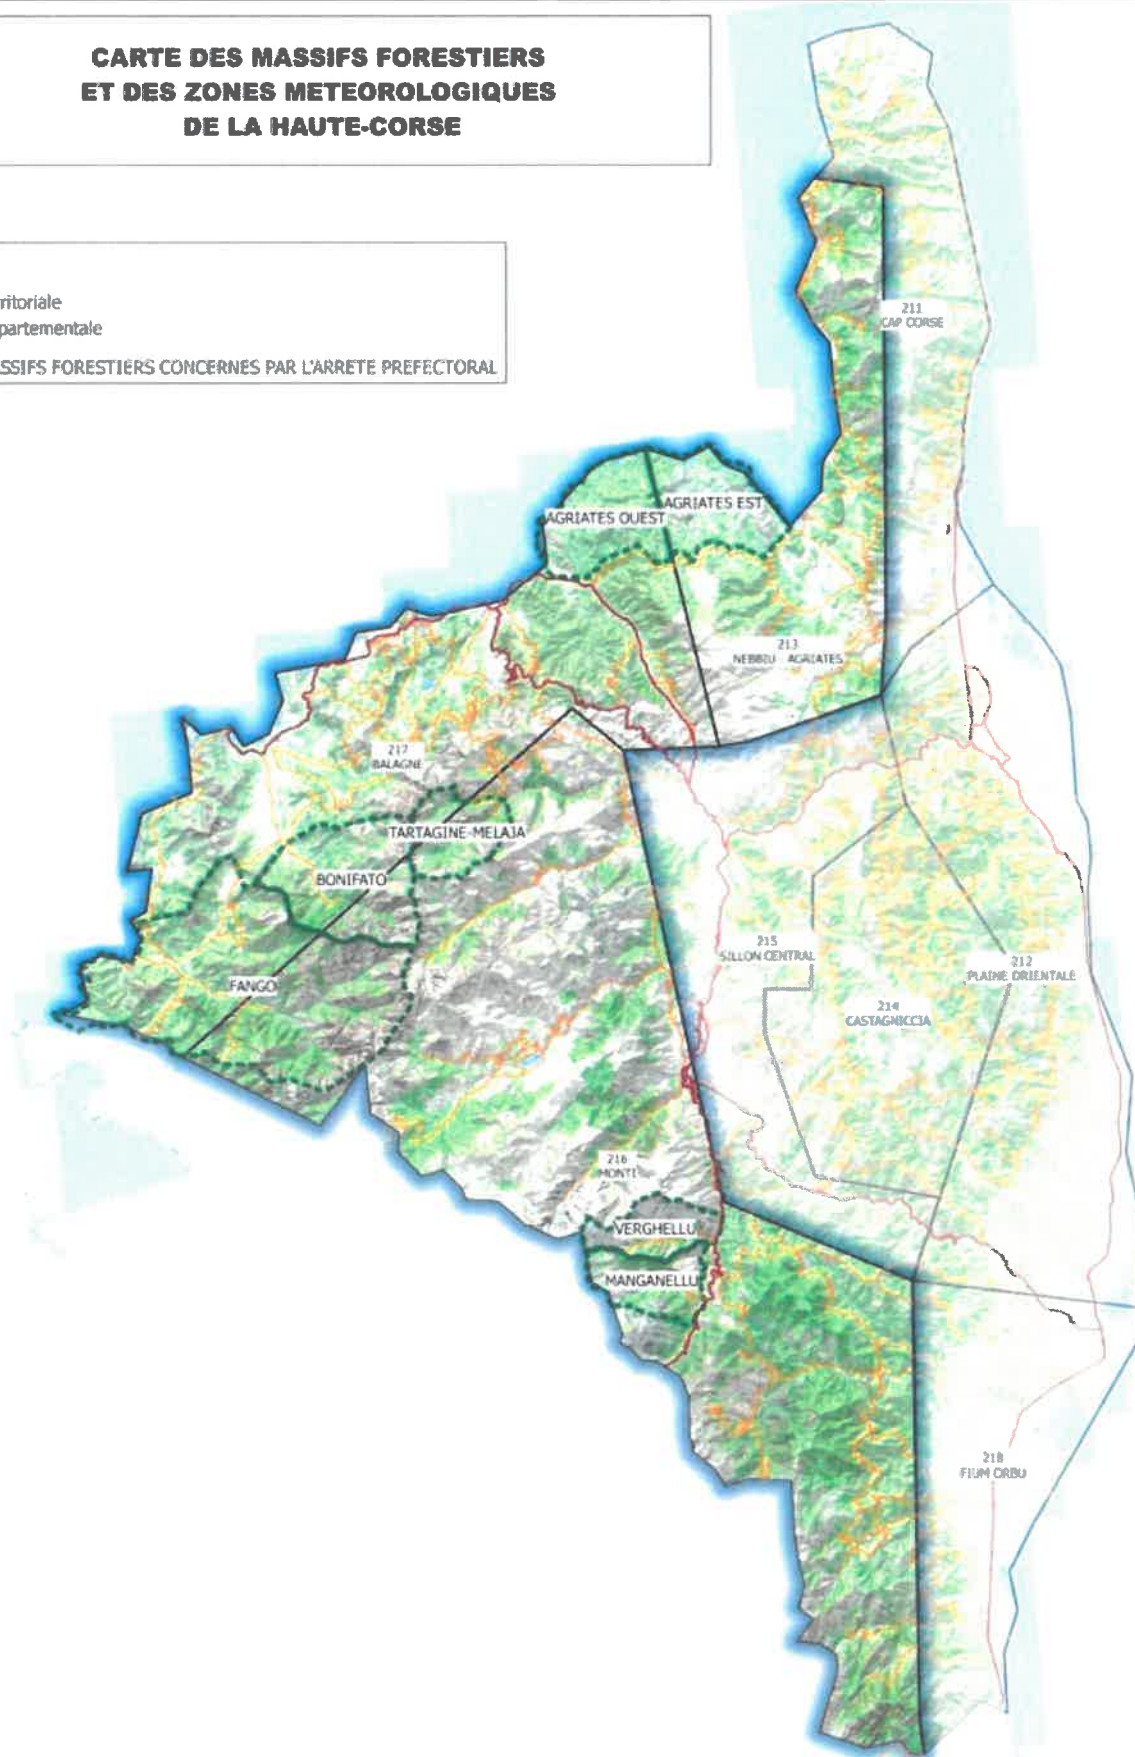 CARTE DES MASSIFS FORESTIERS
ET DES ZONES METEOROLOGIQUES
DE LA HAUTE-CORSE
ritoriale
partementale
SSIFS FORESTIERS CONCERNES PAR L'ARRETE PREFECTORAL
211
CAP CORSE
AGRIATES EST
AGRIATES OUEST
213
NEBBIU AGRIATES
217
BALAGNE
TARTAGINE-MELAJA
BONIFATO
215
SILLON CENTRAL
212
PLAINE ORIENTALE
FANGO
214
CASTAGNICCIA
216
MONTI
VERGHELLU
MANGANELLU
218
FIUM ORBU